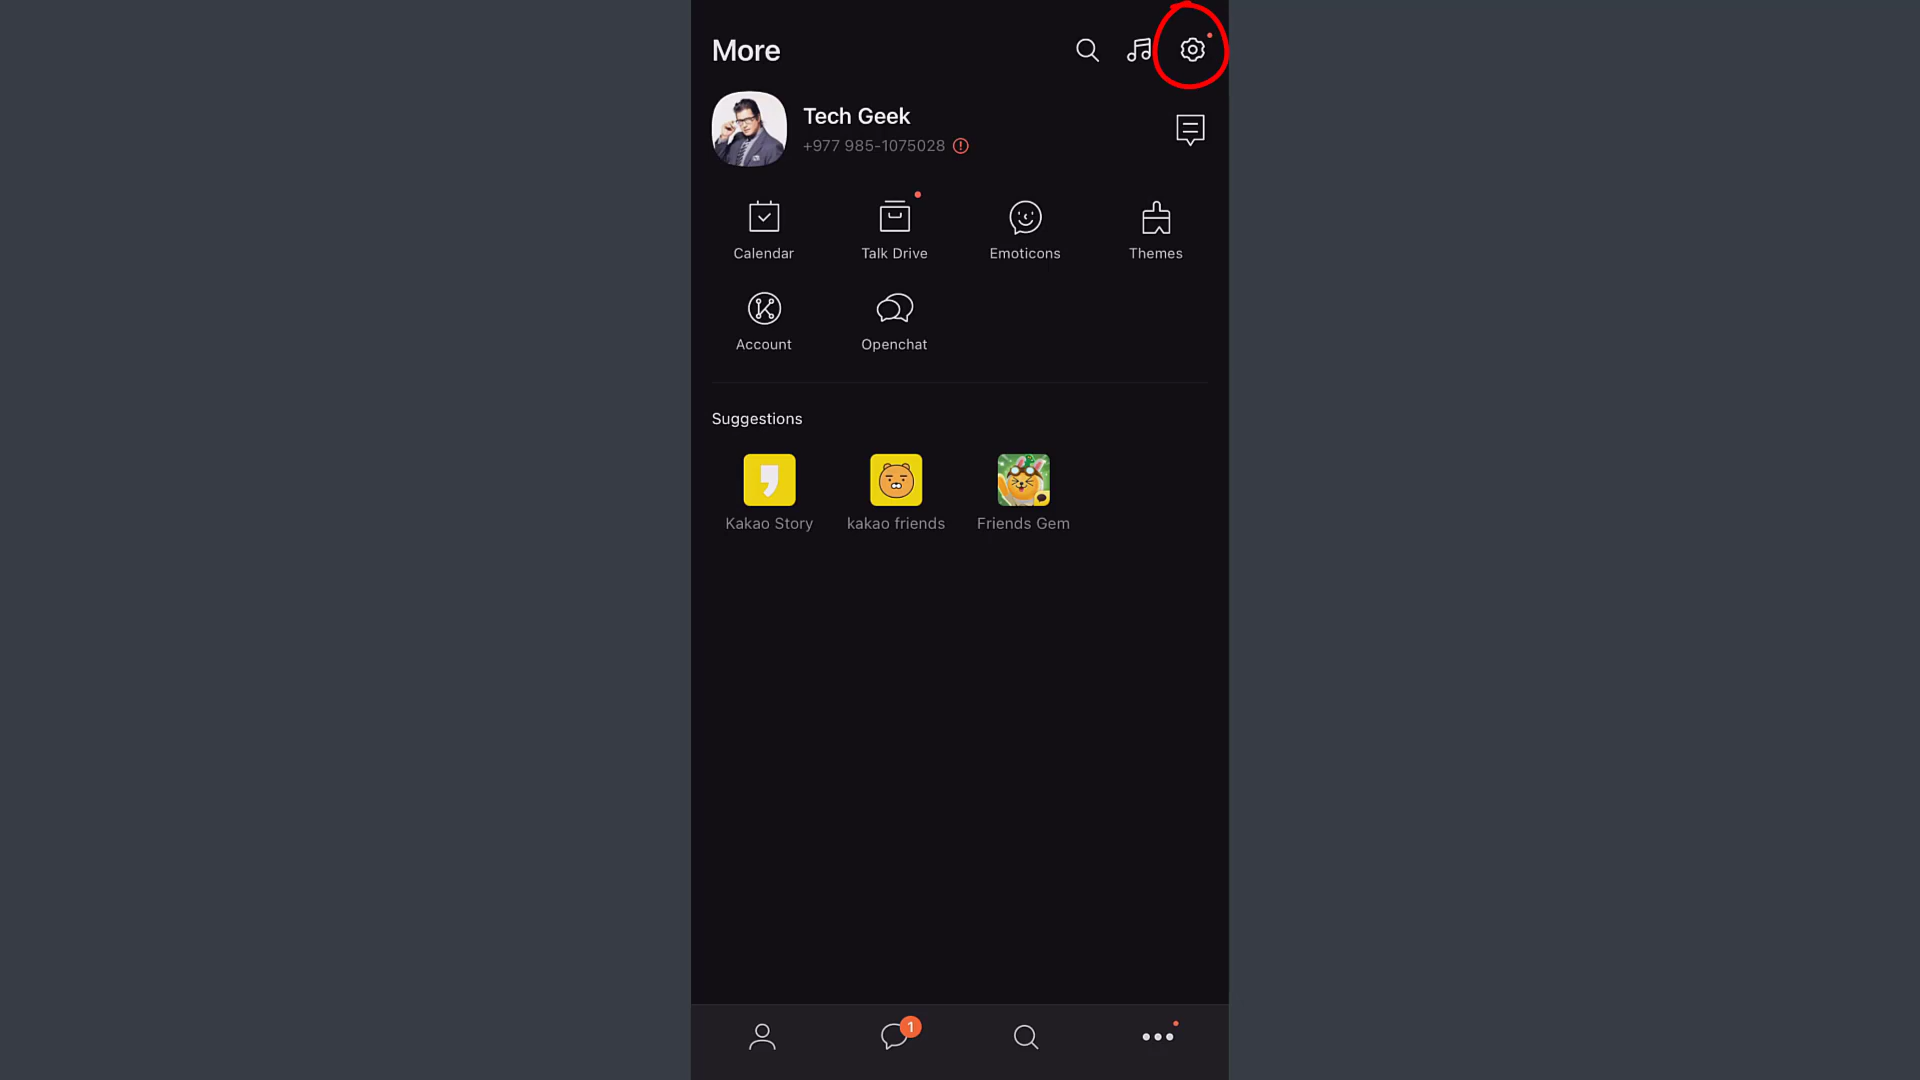 More
Tech Geek
+977 985-1075028
Calendar
Talk Drive
Emoticons
Themes
Account
Openchat
Suggestions
Kakao Story
kakao friends
Friends Gem
1